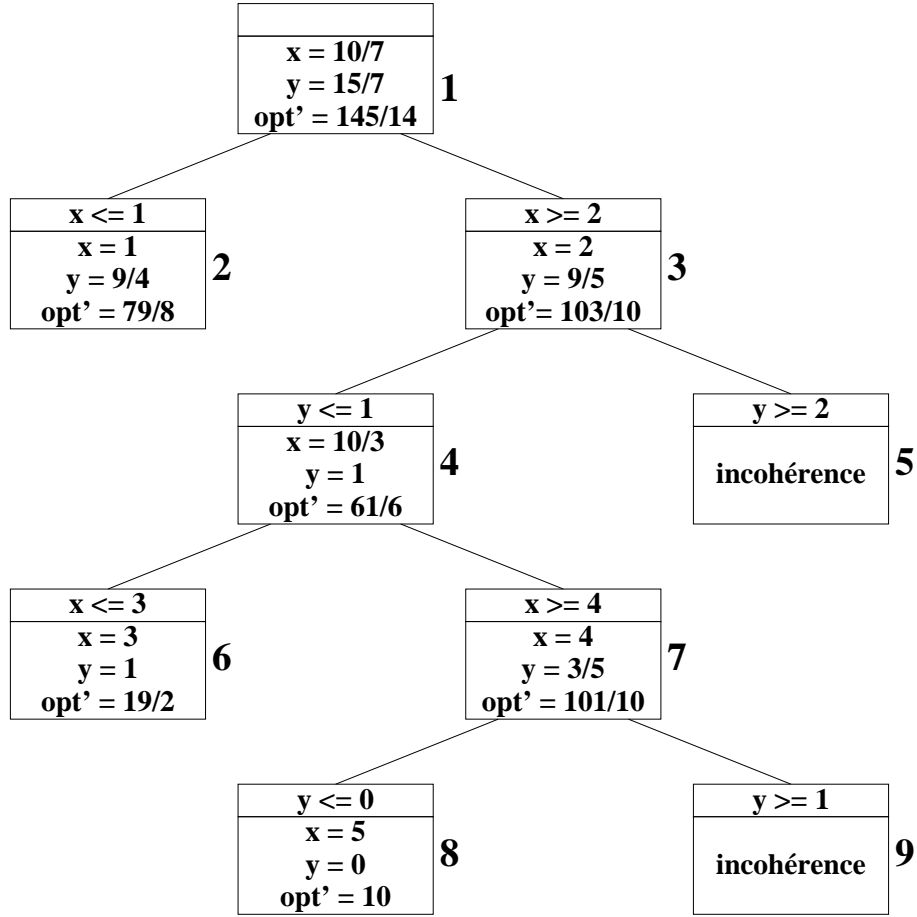 x = 10/7
y = 15/7
opt’ = 145/14
1
x <= 1
x = 1
y = 9/4
opt’ = 79/8
2
x >= 2
x = 2
y = 9/5
opt’= 103/10
3
y <= 1
x = 10/3
y = 1
opt’ = 61/6
4
y >= 2
incohérence
5
x <= 3
x = 3
y = 1
opt’ = 19/2
6
x >= 4
x = 4
y = 3/5
opt’ = 101/10
7
y <= 0
x = 5
y = 0
opt’ = 10
8
y >= 1
incohérence
9